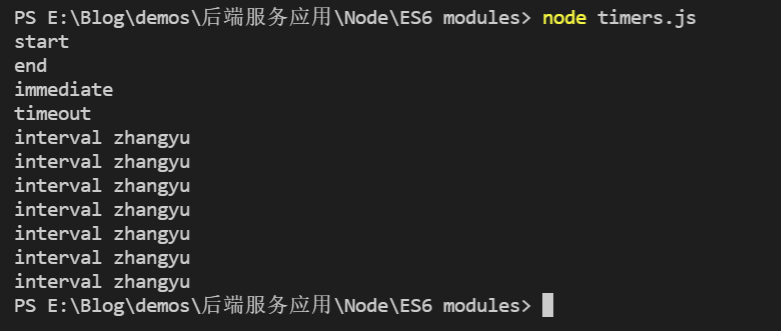 PS E:\Blog\demos\后端服务应用\Node\ES6 modules> node timers.js
start
end
immediate
timeout
interval zhangyu
interval zhangyu
interval zhangyu
interval zhangyu
interval zhangyu
interval zhangyu
interval zhangyu
PS E:\Blog\demos\后端服务应用\Node\ES6 modules>